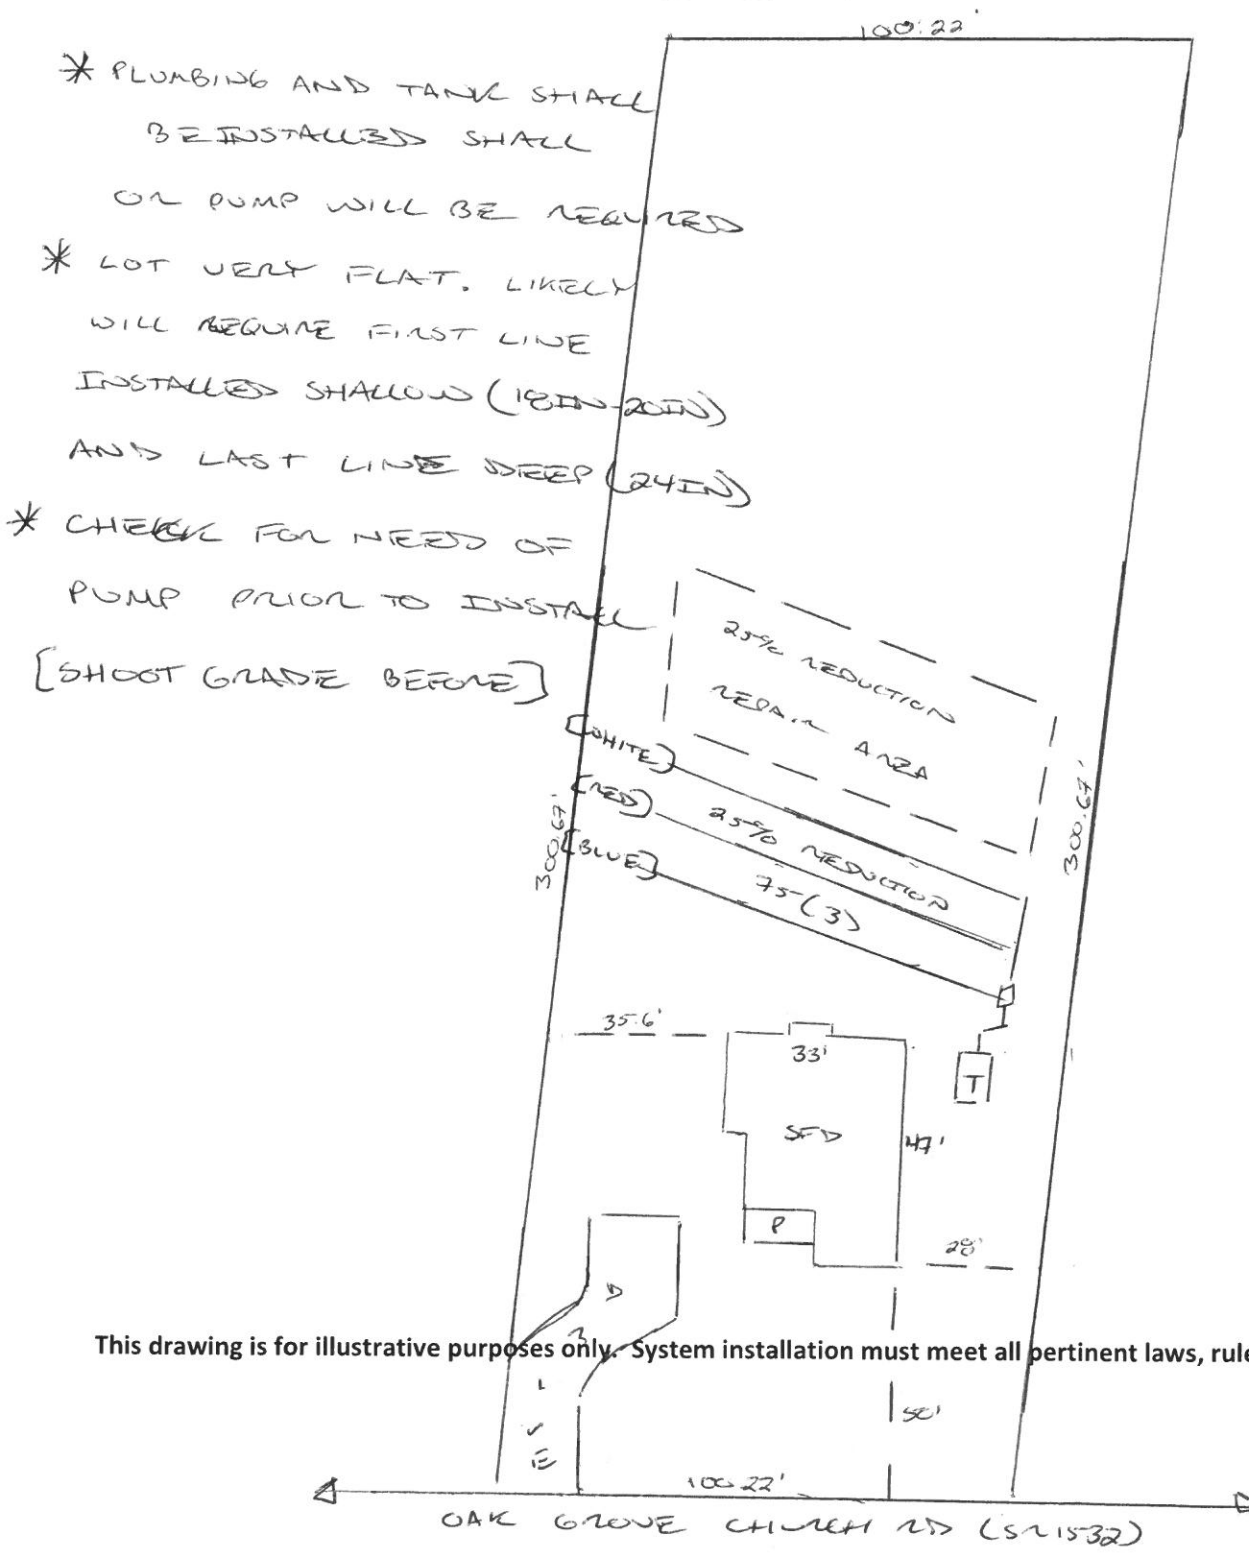 100.22'
* PLUMBING AND TANK SHALL
BE INSTALLED SHALL
OR PUMP WILL BE REQUIRED
* LOT VERY FLAT. LIKELY
WILL REQUIRE FIRST LINE
INSTALLED SHALLOW (18IN-20IN)
AND LAST LINE DEEP (24IN)
* CHECK FOR NEED OF
PUMP PRIOR TO INSTALL
[SHOOT GRADE BEFORE]
25% REDUCTION
REPAIR AREA
[WHITE]
[RED]
[BLUE]
25% REDUCTION
75(3)
300.67'
300.67'
35.6'
33'
T
SFD
47'
P
28'
DRIVE
This drawing is for illustrative purposes only. System installation must meet all pertinent laws, rule
50'
100.22'
OAK GROVE CHURCH RD (SR1532)